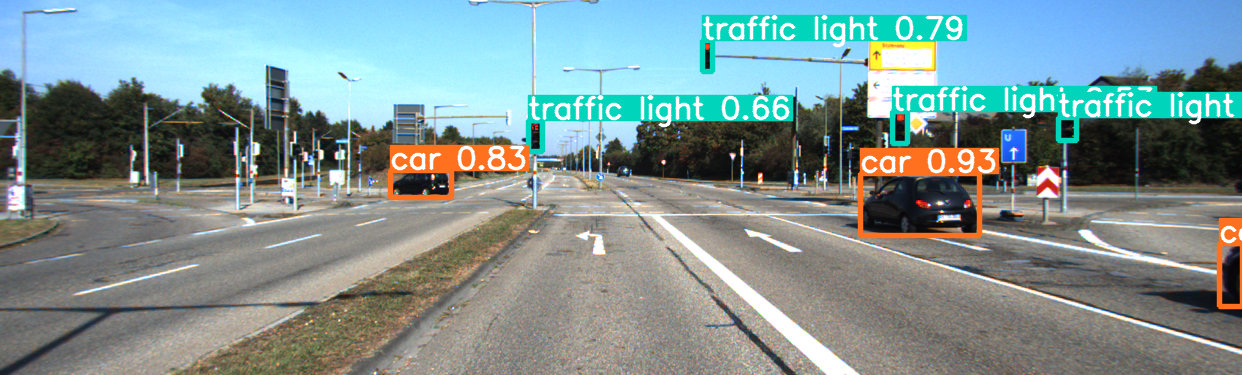 traffic light 0.79
traffic light 0.66
traffic light
traffic light
car 0.83
car 0.93
U